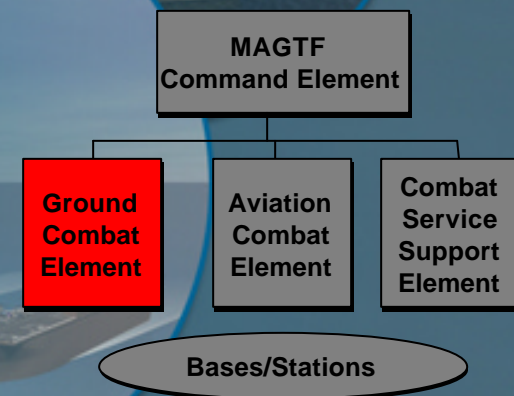 MAGTF
Command Element
Ground
Combat
Element
Aviation
Combat
Element
Combat
Service
Support
Element
Bases/Stations